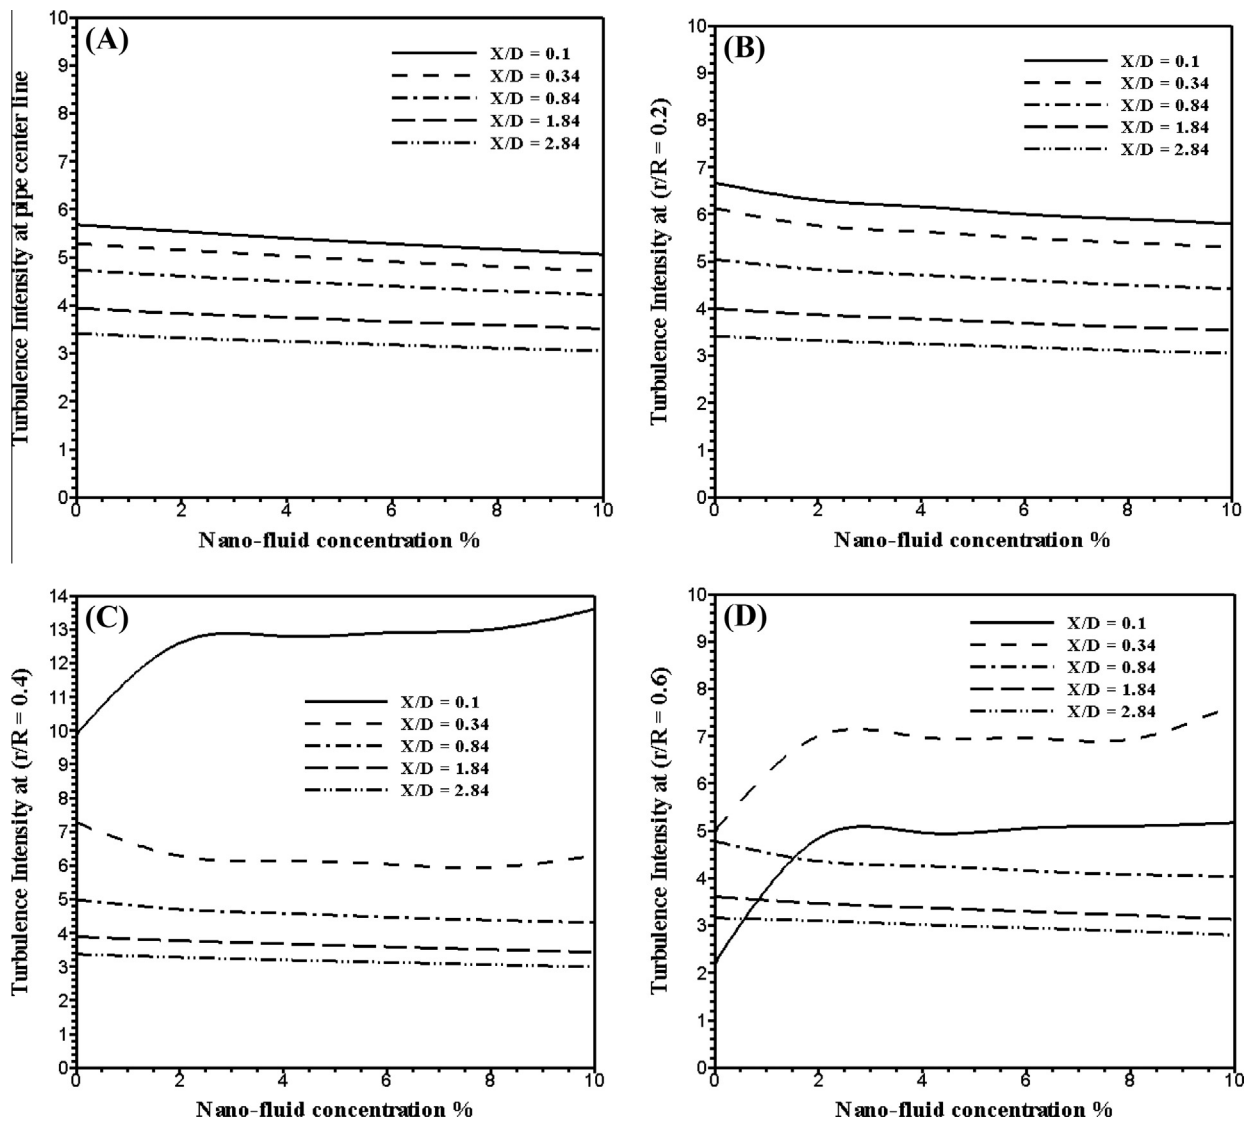 (A)
X/D = 0.1
X/D = 0.34
X/D = 0.84
X/D = 1.84
X/D = 2.84
Turbulence Intensity at pipe center line
10
9
8
7
6
5
4
3
2
1
0
0 2 4 6 8 10
Nano-fluid concentration %
(B)
X/D = 0.1
X/D = 0.34
X/D = 0.84
X/D = 1.84
X/D = 2.84
Turbulence Intensity at (r/R = 0.2)
10
9
8
7
6
5
4
3
2
1
0
0 2 4 6 8 10
Nano-fluid concentration %
(C)
X/D = 0.1
X/D = 0.34
X/D = 0.84
X/D = 1.84
X/D = 2.84
Turbulence Intensity at (r/R = 0.4)
14
13
12
11
10
9
8
7
6
5
4
3
2
1
0
0 2 4 6 8 10
Nano-fluid concentration %
(D)
X/D = 0.1
X/D = 0.34
X/D = 0.84
X/D = 1.84
X/D = 2.84
Turbulence Intensity at (r/R = 0.6)
10
9
8
7
6
5
4
3
2
1
0
0 2 4 6 8 10
Nano-fluid concentration %